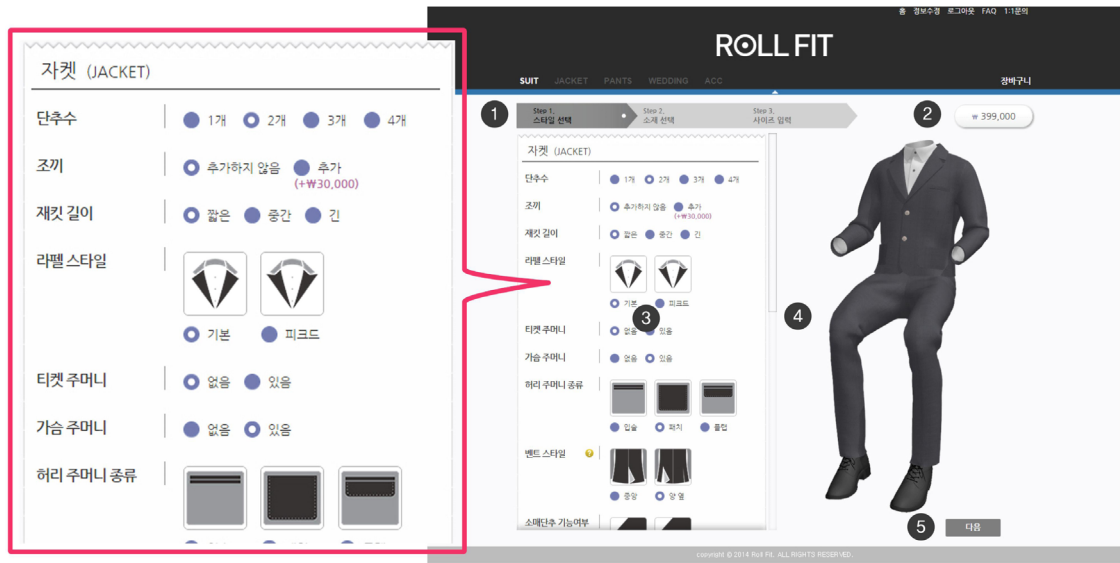 홈 정보수정 로그아웃 FAQ 1:1문의
ROLL FIT
SUIT JACKET PANTS WEDDING ACC 장바구니
자켓 (JACKET)
단추수 1개 2개 3개 4개
조끼 추가하지 않음 추가
(+₩30,000)
재킷 길이 짧은 중간 긴
라펠 스타일
기본 피크드
티켓 주머니 없음 있음
가슴 주머니 없음 있음
허리 주머니 종류
1 Step 1, Step 2, Step 3,
스타일 선택 소재 선택 사이즈 입력
2 ₩ 399,000
자켓 (JACKET)
단추수 1개 2개 3개 4개
조끼 추가하지 않음 추가
(+₩30,000)
재킷 길이 짧은 중간 긴
라펠 스타일
기본 피크드
3
4
티켓 주머니 없음 있음
가슴 주머니 없음 있음
허리 주머니 종류
입술 패치 플랩
벤트 스타일 ?
중앙 양 옆
소매단추 기능여부
5 다음
copyright © 2014 Roll Fit. ALL RIGHTS RESERVED.